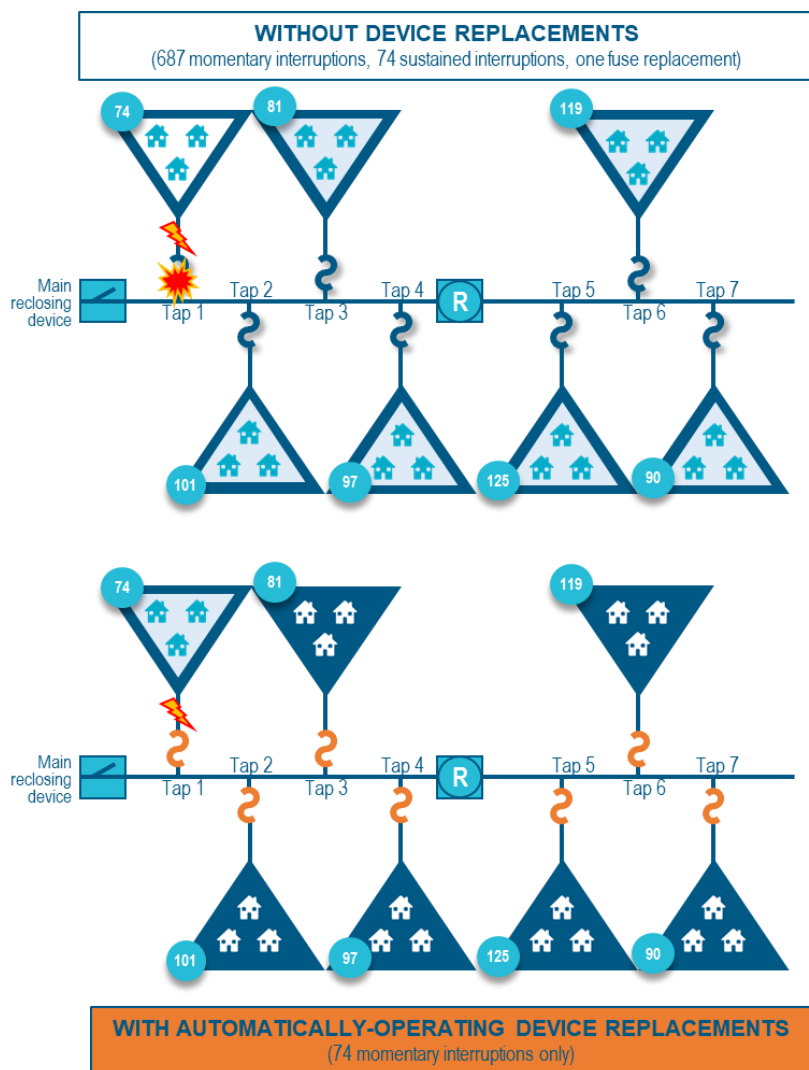 WITHOUT DEVICE REPLACEMENTS
(687 momentary interruptions, 74 sustained interruptions, one fuse replacement)
74
81
119
Main
reclosing
device
Tap 1
Tap 2
Tap 3
Tap 4
R
Tap 5
Tap 6
Tap 7
101
97
125
90
74
81
119
Main
reclosing
device
Tap 1
Tap 2
Tap 3
Tap 4
R
Tap 5
Tap 6
Tap 7
101
97
125
90
WITH AUTOMATICALLY-OPERATING DEVICE REPLACEMENTS
(74 momentary interruptions only)